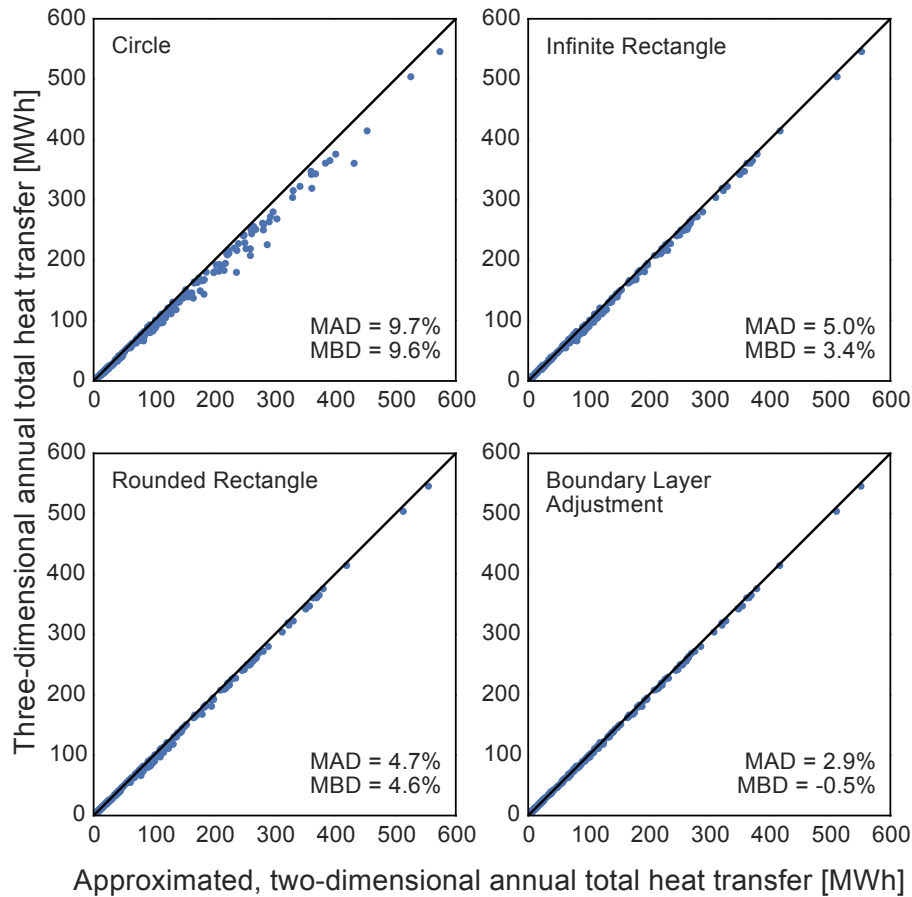 Three-dimensional annual total heat transfer [MWh]
600
500
400
300
200
100
0
Circle
MAD = 9.7%
MBD = 9.6%
0 100 200 300 400 500 600
600
500
400
300
200
100
0
Infinite Rectangle
MAD = 5.0%
MBD = 3.4%
0 100 200 300 400 500 600
600
500
400
300
200
100
0
Rounded Rectangle
MAD = 4.7%
MBD = 4.6%
0 100 200 300 400 500 600
600
500
400
300
200
100
0
Boundary Layer
Adjustment
MAD = 2.9%
MBD = -0.5%
0 100 200 300 400 500 600
Approximated, two-dimensional annual total heat transfer [MWh]